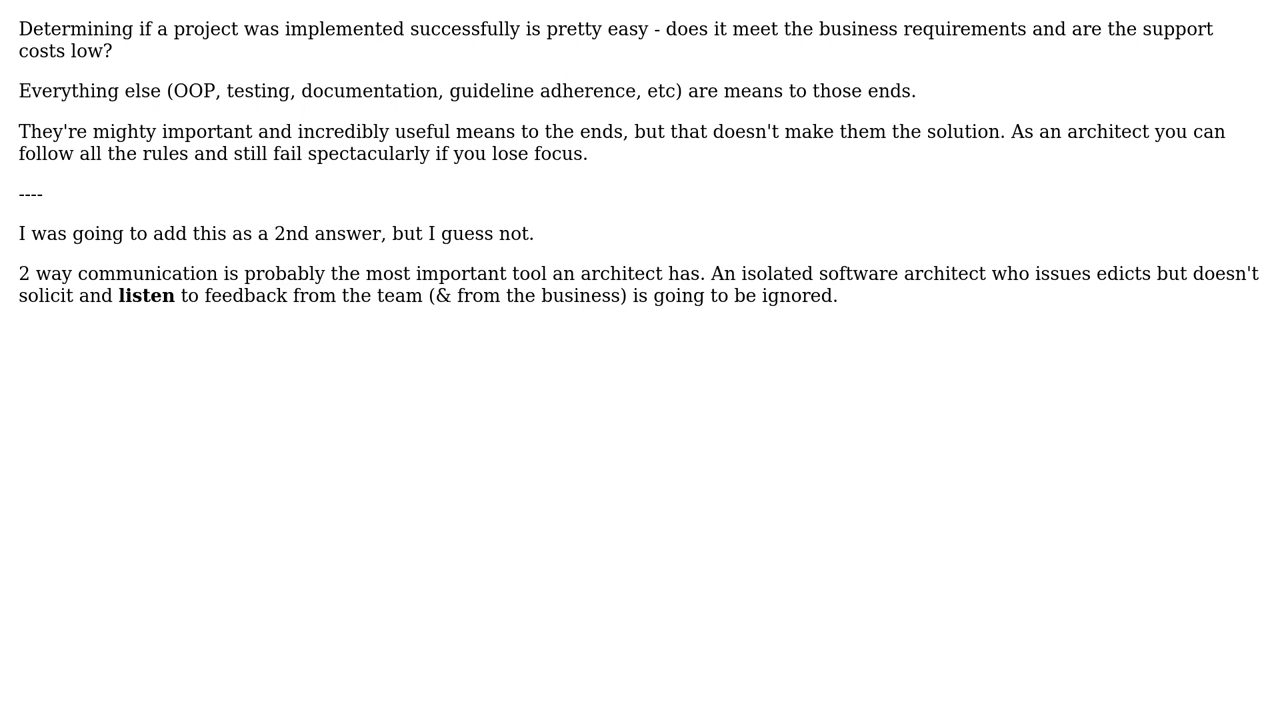 Determining if a project was implemented successfully is pretty easy - does it meet the business requirements and are the support
costs low?
Everything else (OOP, testing, documentation, guideline adherence, etc) are means to those ends.
They're mighty important and incredibly useful means to the ends, but that doesn't make them the solution. As an architect you can
follow all the rules and still fail spectacularly if you lose focus.
----
I was going to add this as a 2nd answer, but I guess not.
2 way communication is probably the most important tool an architect has. An isolated software architect who issues edicts but doesn't
solicit and listen to feedback from the team (& from the business) is going to be ignored.